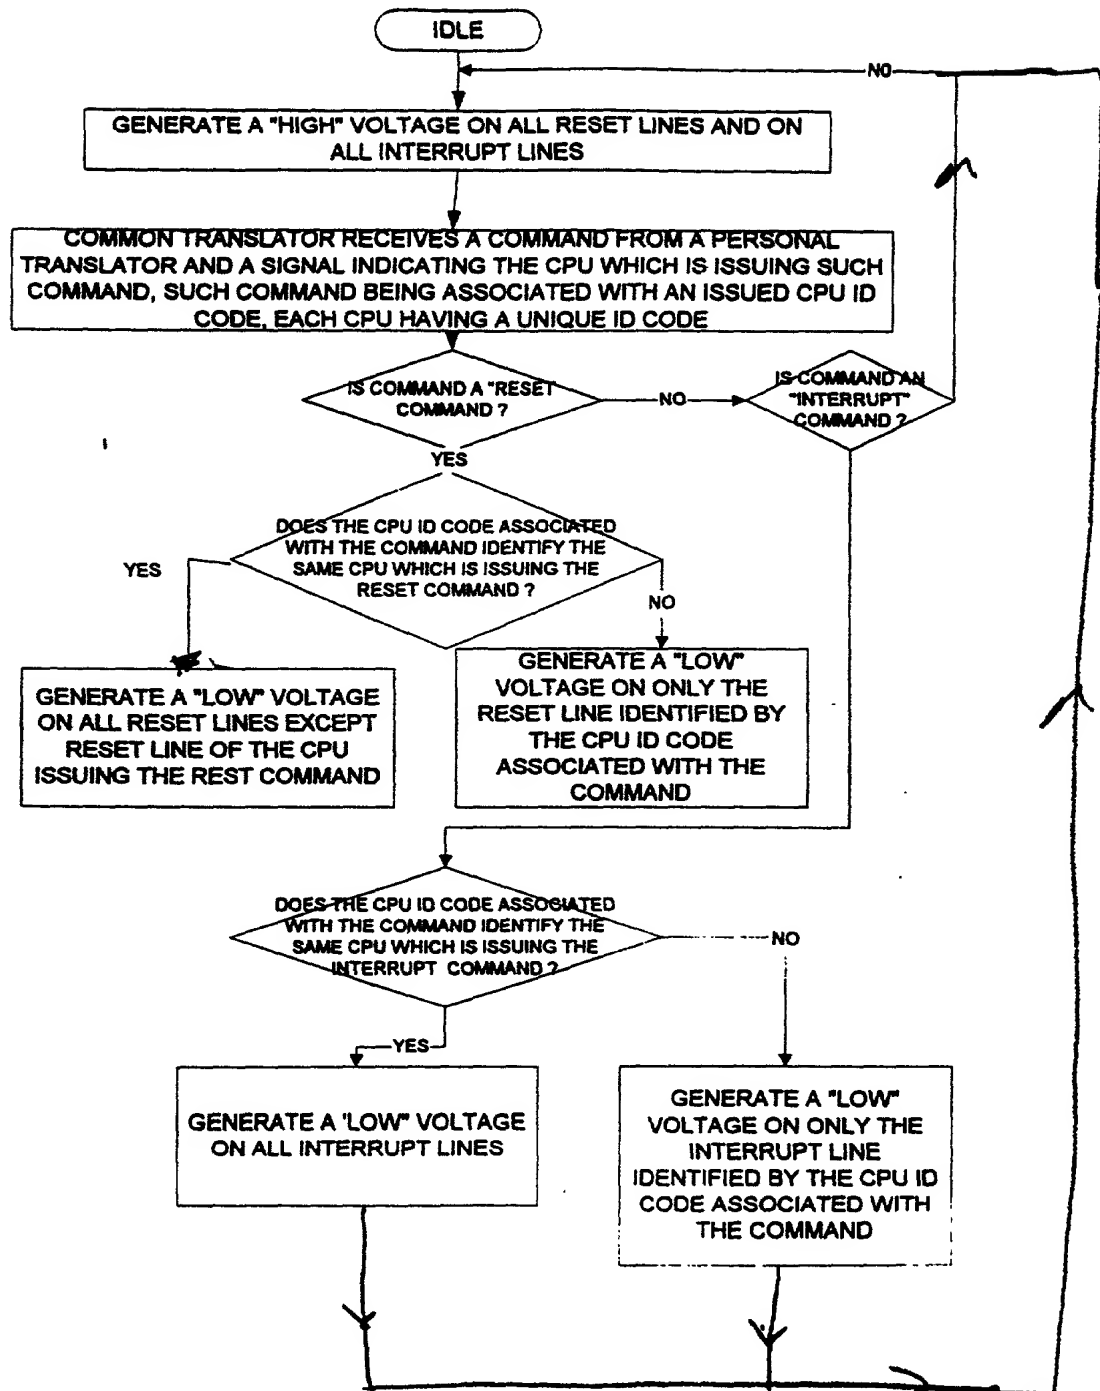 IDLE
NO
GENERATE A "HIGH" VOLTAGE ON ALL RESET LINES AND ON
ALL INTERRUPT LINES
COMMON TRANSLATOR RECEIVES A COMMAND FROM A PERSONAL
TRANSLATOR AND A SIGNAL INDICATING THE CPU WHICH IS ISSUING SUCH
COMMAND, SUCH COMMAND BEING ASSOCIATED WITH AN ISSUED CPU ID
CODE, EACH CPU HAVING A UNIQUE ID CODE
IS COMMAND A "RESET
COMMAND ?
NO
IS COMMAND AN
"INTERRUPT"
COMMAND ?
YES
DOES THE CPU ID CODE ASSOCIATED
WITH THE COMMAND IDENTIFY THE
SAME CPU WHICH IS ISSUING THE
RESET COMMAND ?
YES
NO
GENERATE A "LOW" VOLTAGE
ON ALL RESET LINES EXCEPT
RESET LINE OF THE CPU
ISSUING THE REST COMMAND
GENERATE A "LOW"
VOLTAGE ON ONLY THE
RESET LINE IDENTIFIED BY
THE CPU ID CODE
ASSOCIATED WITH THE
COMMAND
DOES THE CPU ID CODE ASSOCIATED
WITH THE COMMAND IDENTIFY THE
SAME CPU WHICH IS ISSUING THE
INTERRUPT COMMAND ?
NO
YES
GENERATE A 'LOW" VOLTAGE
ON ALL INTERRUPT LINES
GENERATE A "LOW"
VOLTAGE ON ONLY THE
INTERRUPT LINE
IDENTIFIED BY THE CPU ID
CODE ASSOCIATED WITH
THE COMMAND